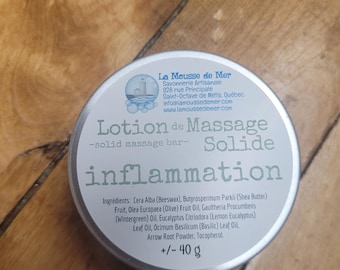 La Mousse de Mer
Savonnerie Artisanale
828 rue Principale
Saint-Octave de Métis, Québec
info@lamoussedemer.com
www.lamoussedemer.com
Lotion de Massage
-solid massage bar- Solide
inflammation
Ingredients: Cera Alba (Beeswax), Butyrospermum Parkii (Shea Butter)
Fruit, Olea Europaea (Olive) Fruit Oil, Gaultheria Procumbens
(Wintergreen) Oil, Eucalyptus Citriodora (Lemon Eucalyptus)
Leaf Oil, Ocimum Basilicum (Basil) Leaf Oil,
Arrow Root Powder, Tocopherol.
+/- 40 g